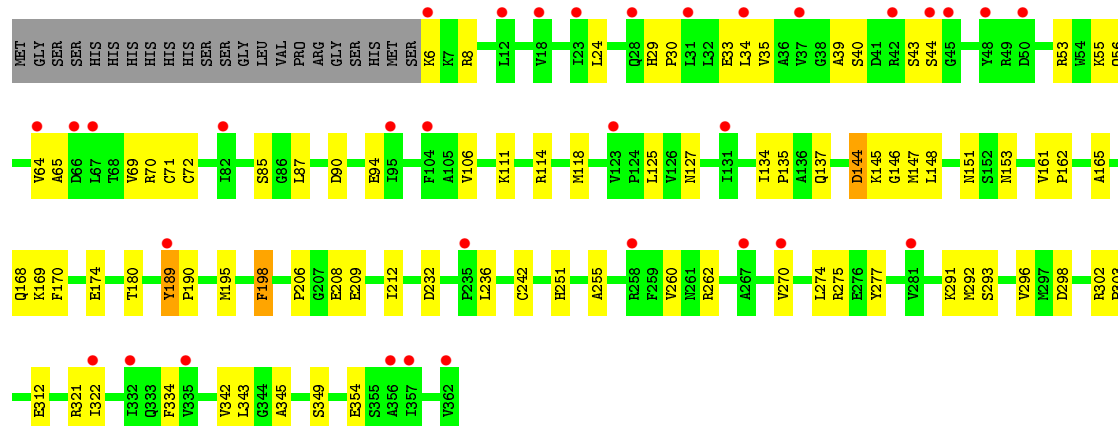 MET GLY SER SER HIS HIS HIS HIS HIS HIS SER SER GLY LEU VAL PRO ARG GLY SER HIS MET SER K6 K7 R8 L12 V18 I23 L24 Q28 H29 P30 L31 L32 E33 L34 V35 A36 V37 G38 A39 S40 D41 R42 S43 S44 G45 Y48 R49 D50 R53 W54 K55 Q56
V64 A65 D66 L67 T68 V69 R70 C71 C72 I82 S85 G86 L87 D90 E94 I95 F104 A105 V106 K111 R114 M118 V123 P124 L125 V126 N127 I131 I134 P135 A136 Q137 D144 K145 G146 M147 L148 N151 S152 N153 V161 P162 A165
Q168 K169 F170 E174 T180 Y189 P190 M195 F198 P206 G207 E208 E209 I212 D232 P235 L236 C242 H251 A255 R258 F259 V260 N261 R262 A267 V270 L274 R275 E276 Y277 V281 K291 M292 S293 V296 M297 D298 R302
E312 R321 I322 I332 Q333 F334 V335 V342 L343 G344 A345 S349 E354 S355 A356 I357 V362